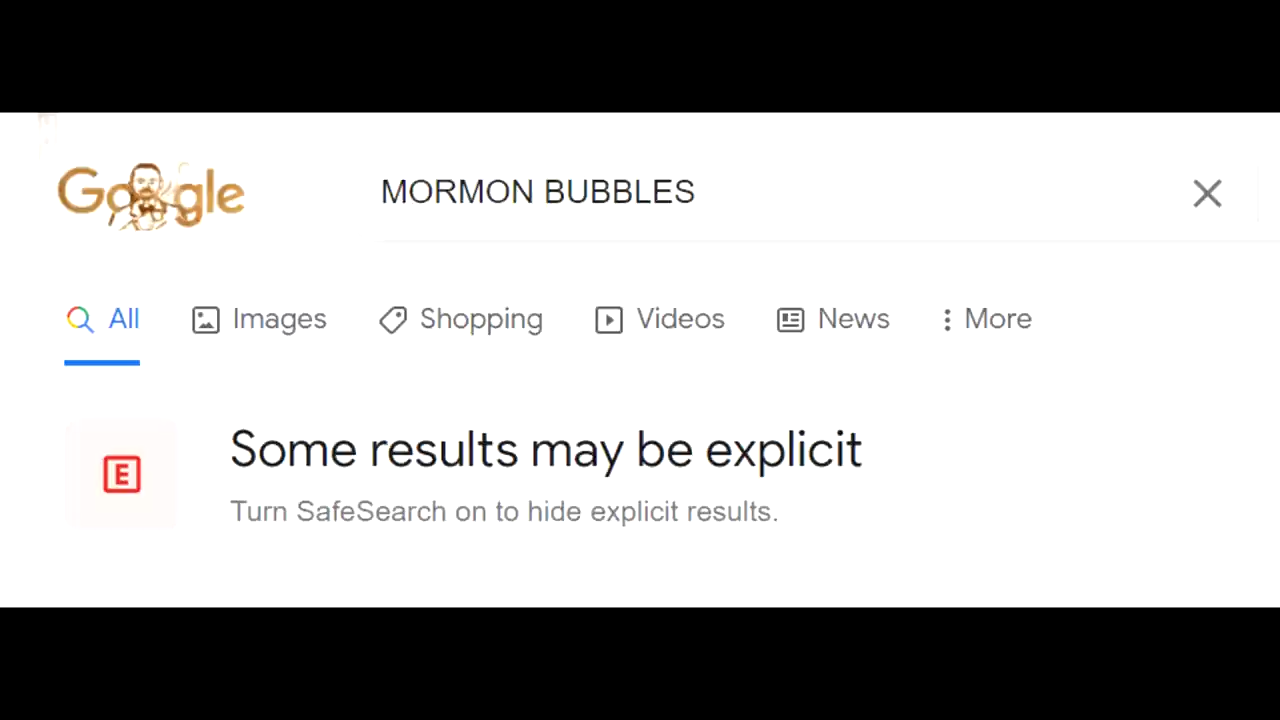 Google
MORMON BUBBLES
All Images Shopping Videos News More
E
Some results may be explicit
Turn SafeSearch on to hide explicit results.